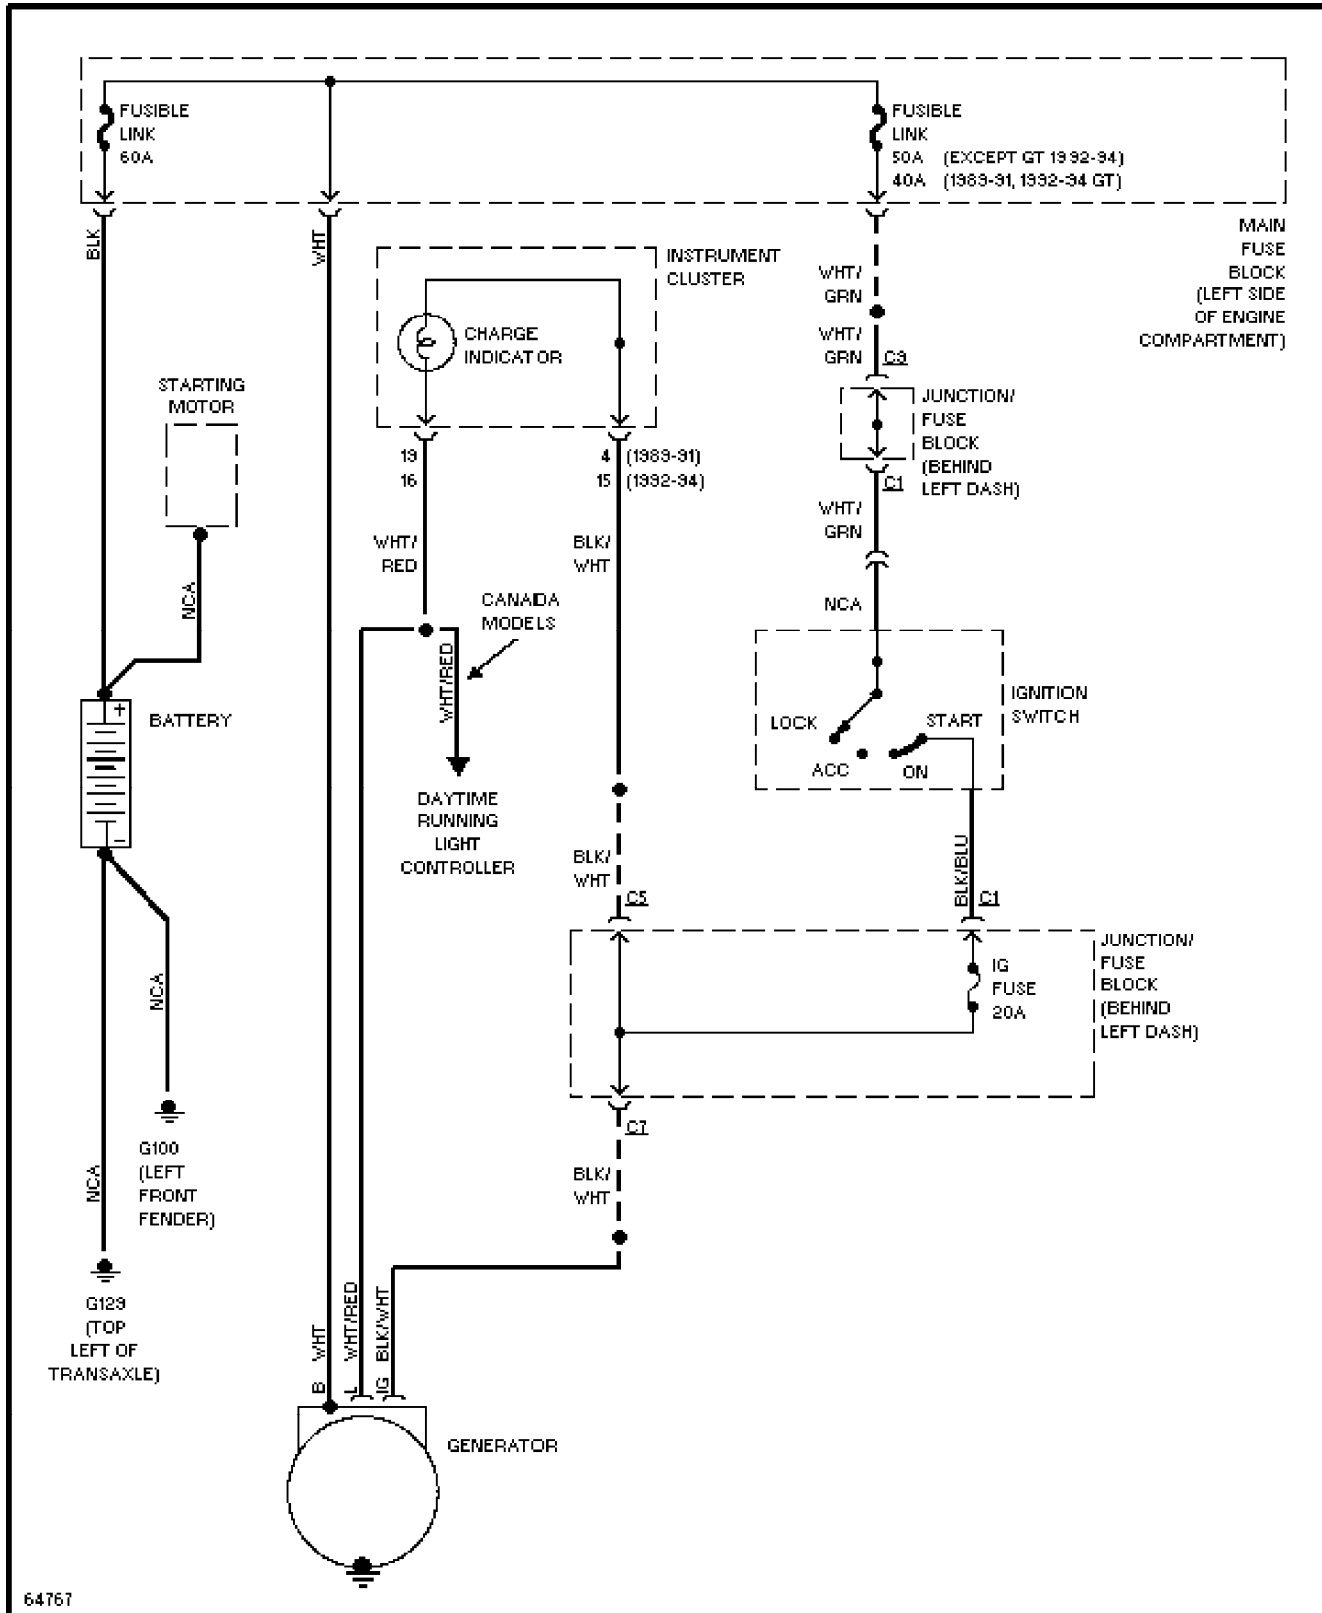 FUSIBLE
LINK
60A
FUSIBLE
LINK
50A (EXCEPT GT 1992-94)
40A (1989-91, 1992-94 GT)
MAIN
FUSE
BLOCK
(LEFT SIDE
OF ENGINE
COMPARTMENT)
BLK
WHT
INSTRUMENT
CLUSTER
CHARGE
INDICATOR
WHT/
GRN
WHT/
GRN
C9
JUNCTION/
FUSE
BLOCK
(BEHIND
LEFT DASH)
C1
WHT/
GRN
NCA
STARTING
MOTOR
NCA
19
16
4 (1989-91)
15 (1992-94)
WHT/
RED
BLK/
WHT
CANADA
MODELS
WHT/RED
DAYTIME
RUNNING
LIGHT
CONTROLLER
IGNITION
SWITCH
LOCK
START
ACC
ON
+
BATTERY
-
BLK/
WHT
C5
BLK/BLU
C1
JUNCTION/
FUSE
BLOCK
(BEHIND
LEFT DASH)
IG
FUSE
20A
C7
BLK/
WHT
NCA
G100
(LEFT
FRONT
FENDER)
NCA
G129
(TOP
LEFT OF
TRANSAXLE)
B WHT
L WHT/RED
IG BLK/WHT
GENERATOR
64767